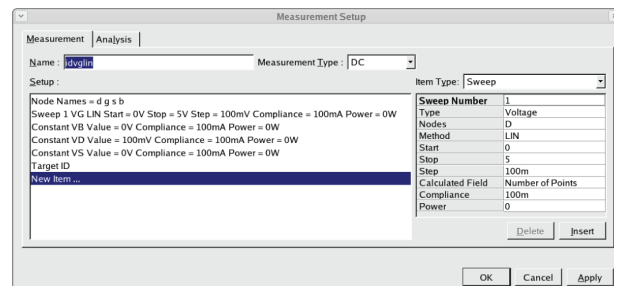 Measurement Setup
Measurement Analysis
Name : idvglin Measurement Type : DC
Setup : Item Type: Sweep
Node Names = d g s b
Sweep 1 VG LIN Start = 0V Stop = 5V Step = 100mV Compliance = 100mA Power = 0W
Constant VB Value = 0V Compliance = 100mA Power = 0W
Constant VD Value = 100mV Compliance = 100mA Power = 0W
Constant VS Value = 0V Compliance = 100mA Power = 0W
Target ID
New Item ...
Sweep Number 1
Type Voltage
Nodes D
Method LIN
Start 0
Stop 5
Step 100m
Calculated Field Number of Points
Compliance 100m
Power 0
Delete Insert
OK Cancel Apply